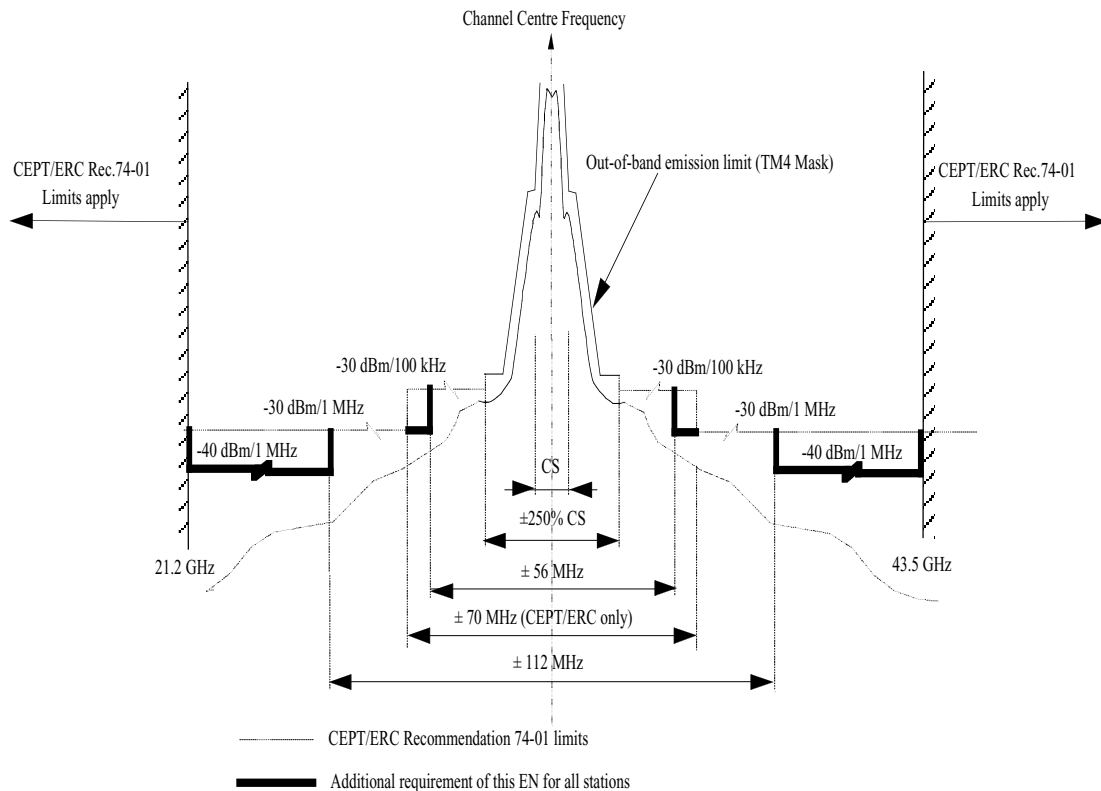 Channel Centre Frequency
CEPT/ERC Rec.74-01
Limits apply
Out-of-band emission limit (TM4 Mask)
CEPT/ERC Rec.74-01
Limits apply
-30 dBm/100 kHz
-30 dBm/100 kHz
-30 dBm/1 MHz
-30 dBm/1 MHz
-40 dBm/1 MHz
-40 dBm/1 MHz
CS
±250% CS
21.2 GHz
43.5 GHz
± 56 MHz
± 70 MHz (CEPT/ERC only)
± 112 MHz
CEPT/ERC Recommendation 74-01 limits
Additional requirement of this EN for all stations